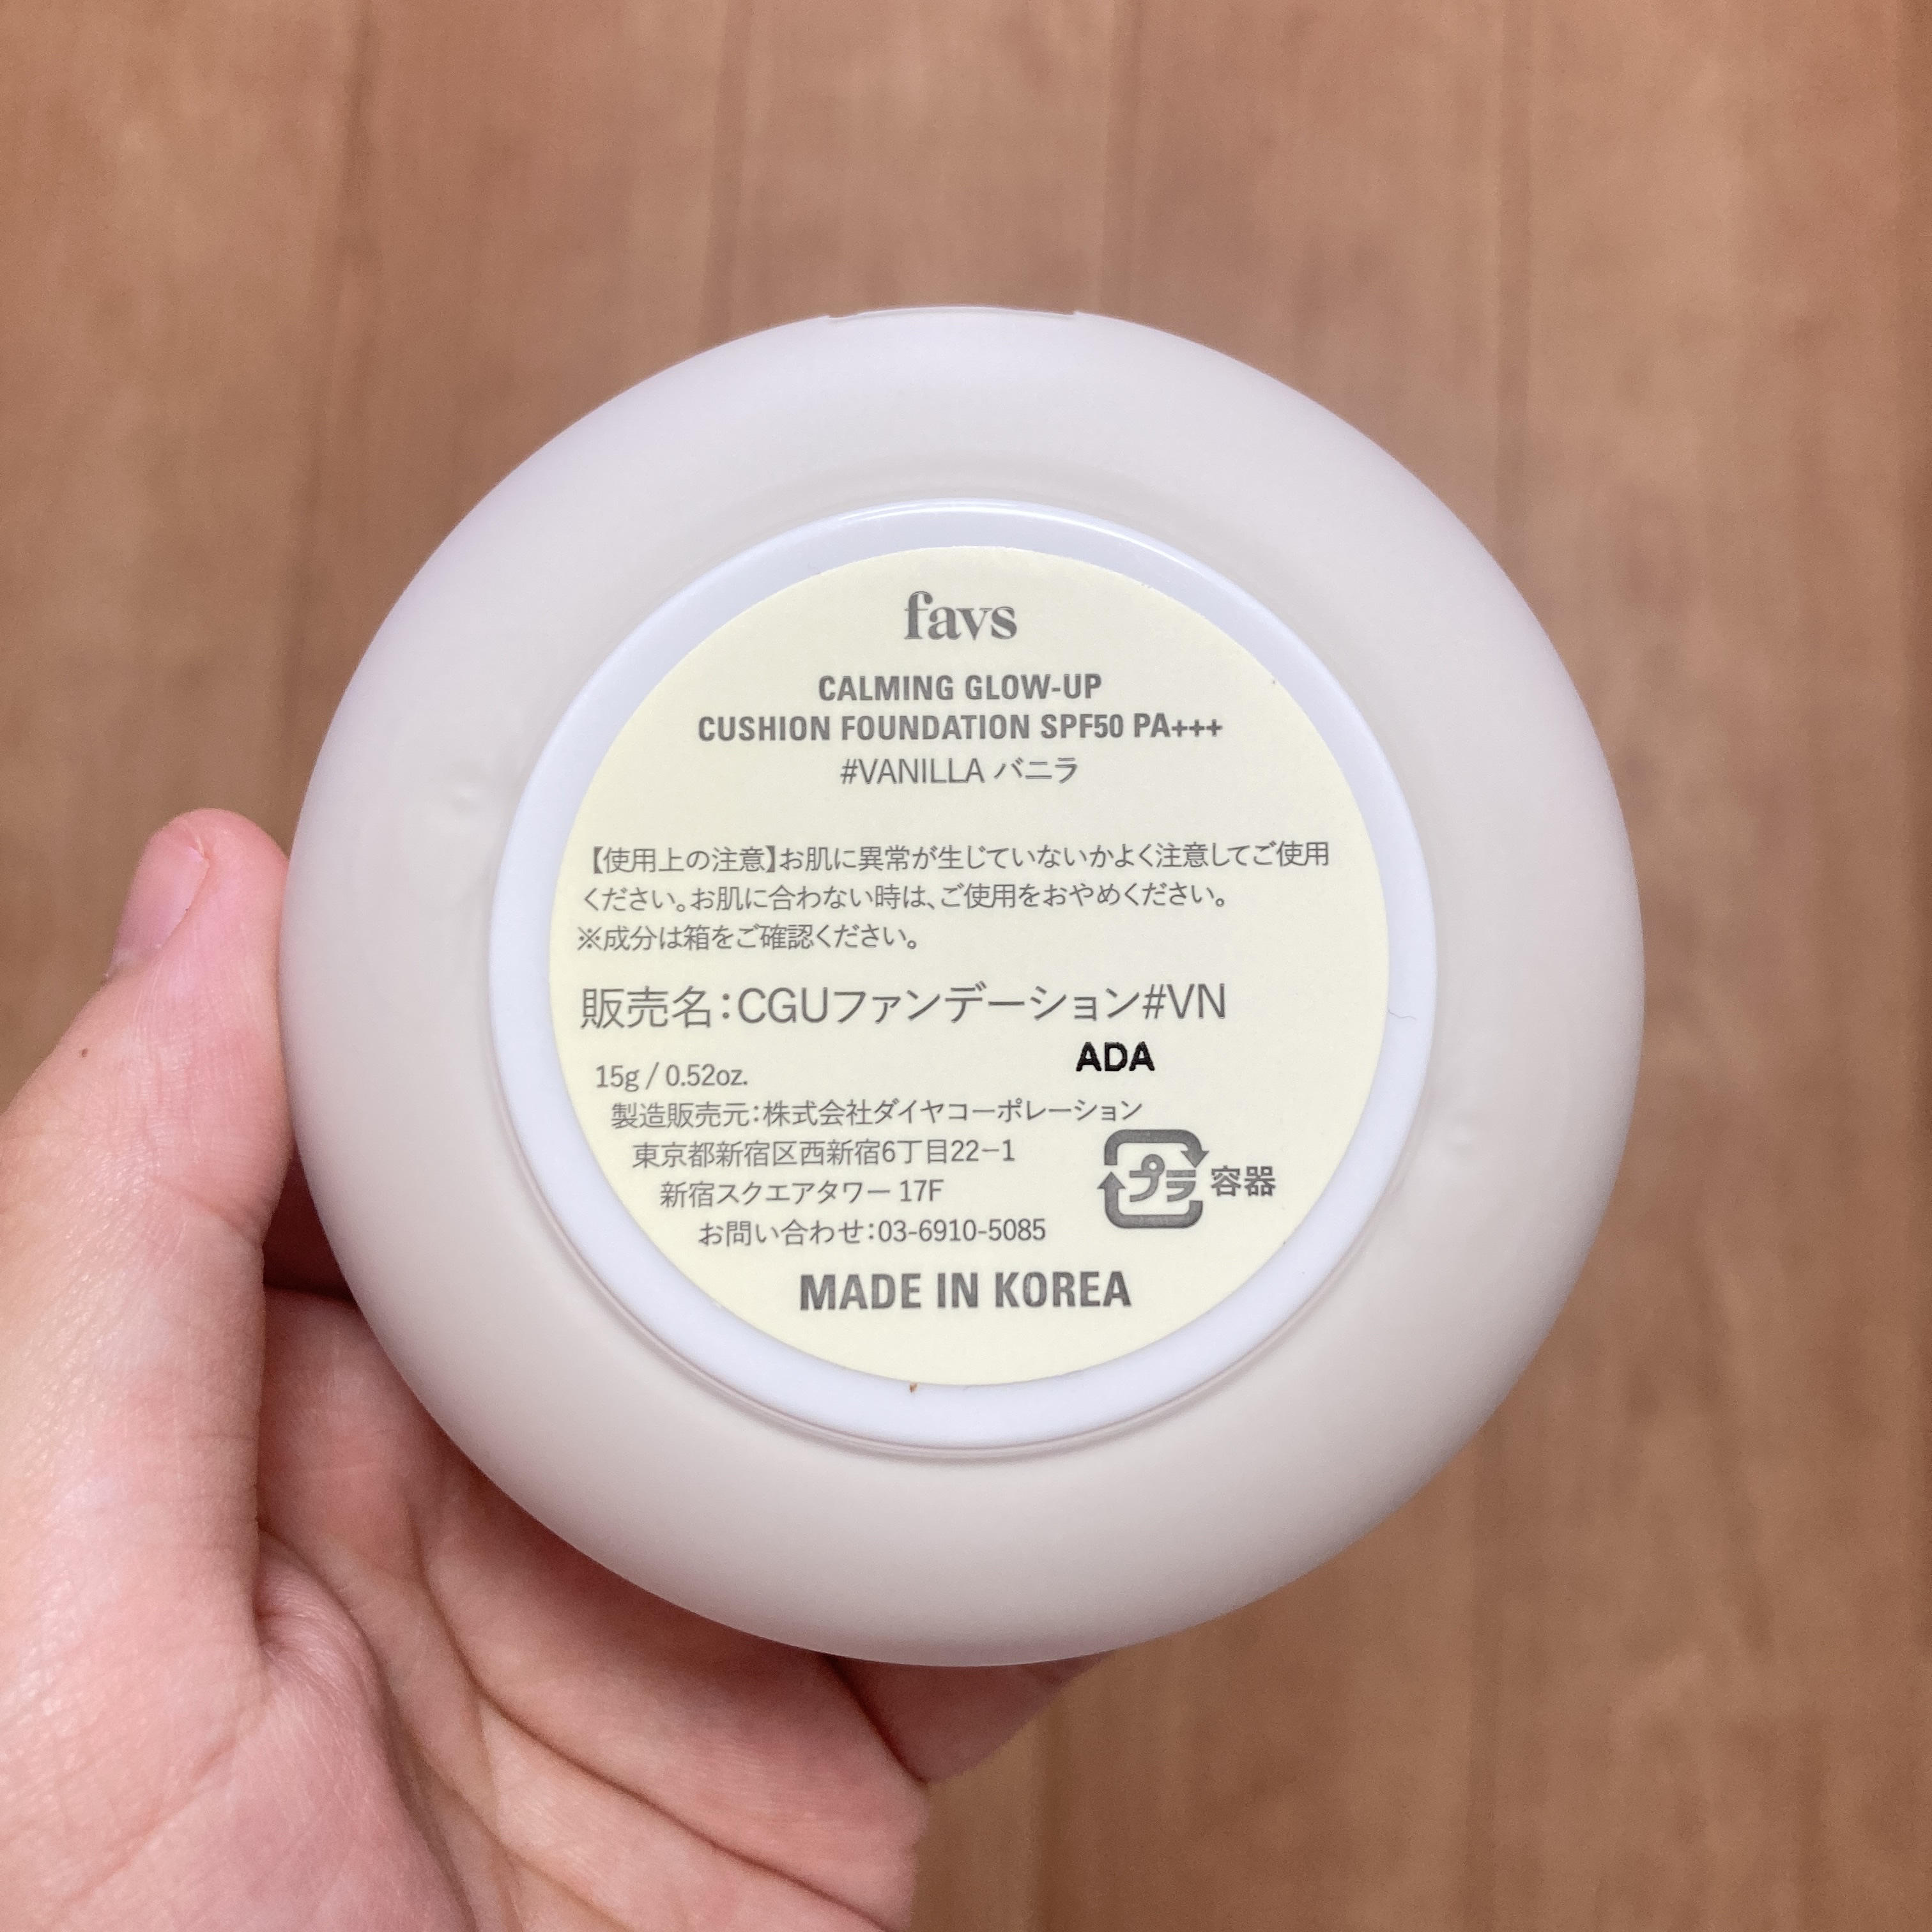 favs
CALMING GLOW-UP
CUSHION FOUNDATION SPF50 PA+++
#VANILLA バニラ
【使用上の注意】お肌に異常が生じていないかよく注意してご使用
ください。お肌に合わない時は、ご使用をおやめください。
※成分は箱をご確認ください。
販売名：CGUファンデーション#VN
ADA
15g / 0.52oz.
製造販売元：株式会社ダイヤコーポレーション
東京都新宿区西新宿6丁目22−1
新宿スクエアタワー 17F
プラ 容器
お問い合わせ：03-6910-5085
MADE IN KOREA